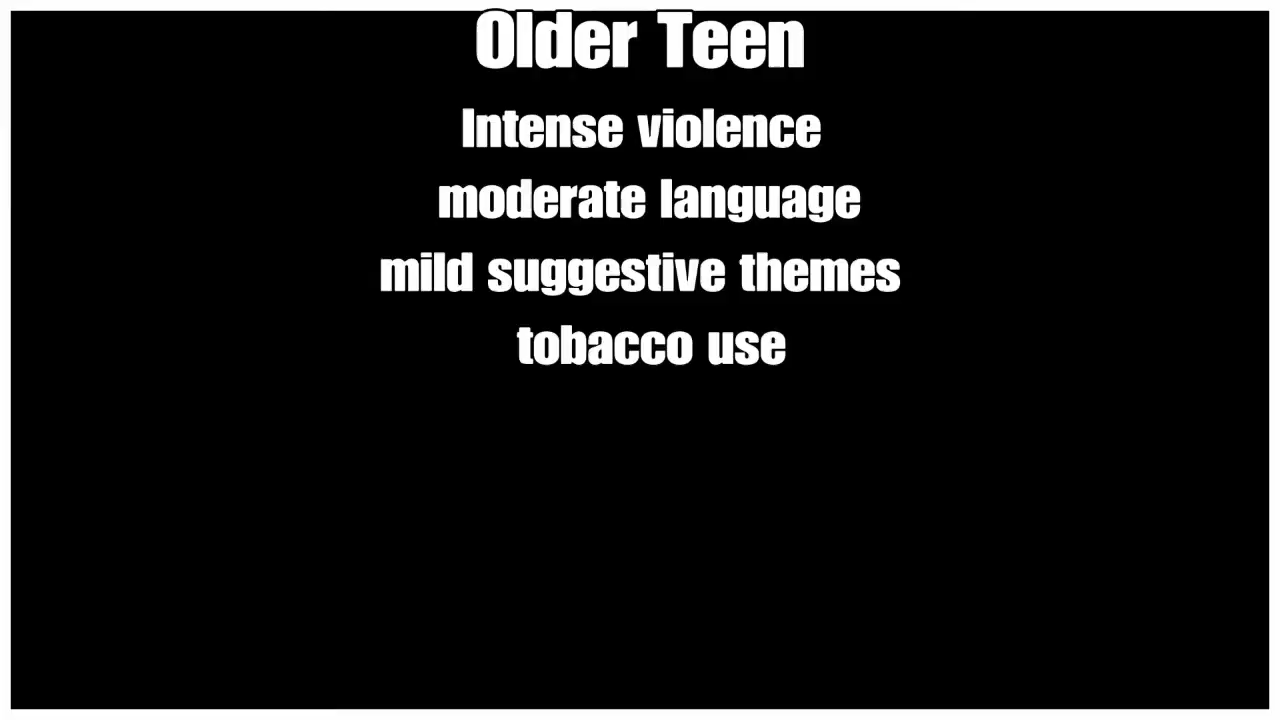 Older Teen
Intense violence
moderate language
mild suggestive themes
tobacco use